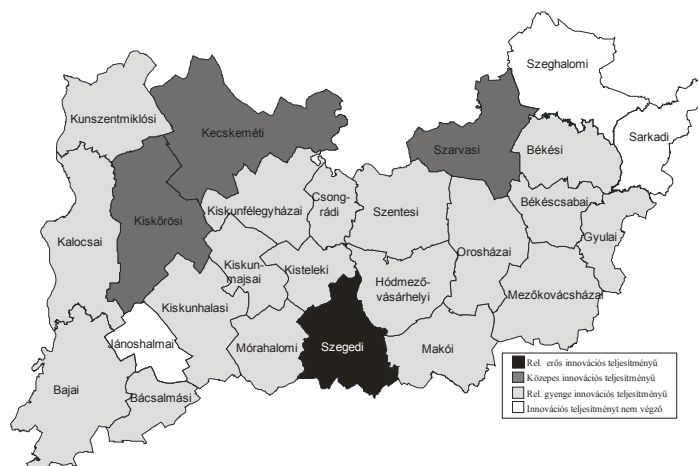 Szeghalomi
Kunszentmiklósi
Kecskeméti
Sarkadi
Szarvasi
Békési
Kiskőrösi
Kiskunfélegyházai
Csong-
rádi
Szentesi
Békéscsabai
Kalocsai
Gyulai
Orosházai
Kiskun-
majsai
Kisteleki
Hódmező-
vásárhelyi
Mezőkovácsházai
Kiskunhalasi
Jánoshalmai
Mórahalomi
Szegedi
Makói
Bajai
Bácsalmási
Rel. erős innovációs teljesítményű
Közepes innovációs teljesítményű
Rel. gyenge innovációs teljesítményű
Innovációs teljesítményt nem végző